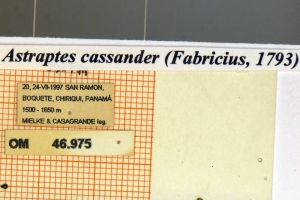 Astraptes cassander (Fabricius, 1793)
20, 24-VII-1997 SAN RAMON,
BOQUETE, CHIRIQUI, PANAMÁ
1500 - 1650 m
MIELKE & CASAGRANDE leg.
OM 46.975